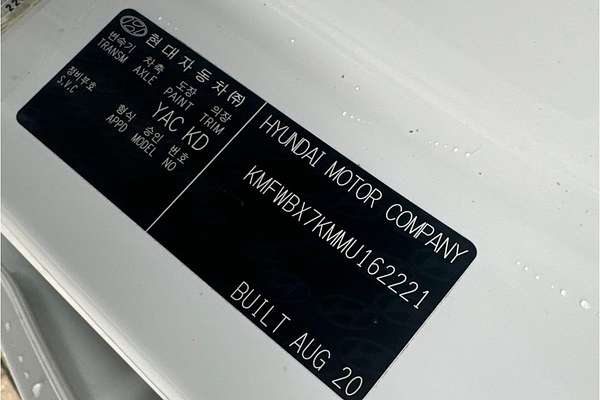 현대자동차㈜
변속기 차축 도장 의장
TRANSM AXLE PAINT TRIM
YAC KD
정비부호
S.V.C
형식 승인 번호
APPD MODEL NO
HYUNDAI MOTOR COMPANY
KMFWBX7KMMU162221
BUILT AUG 20